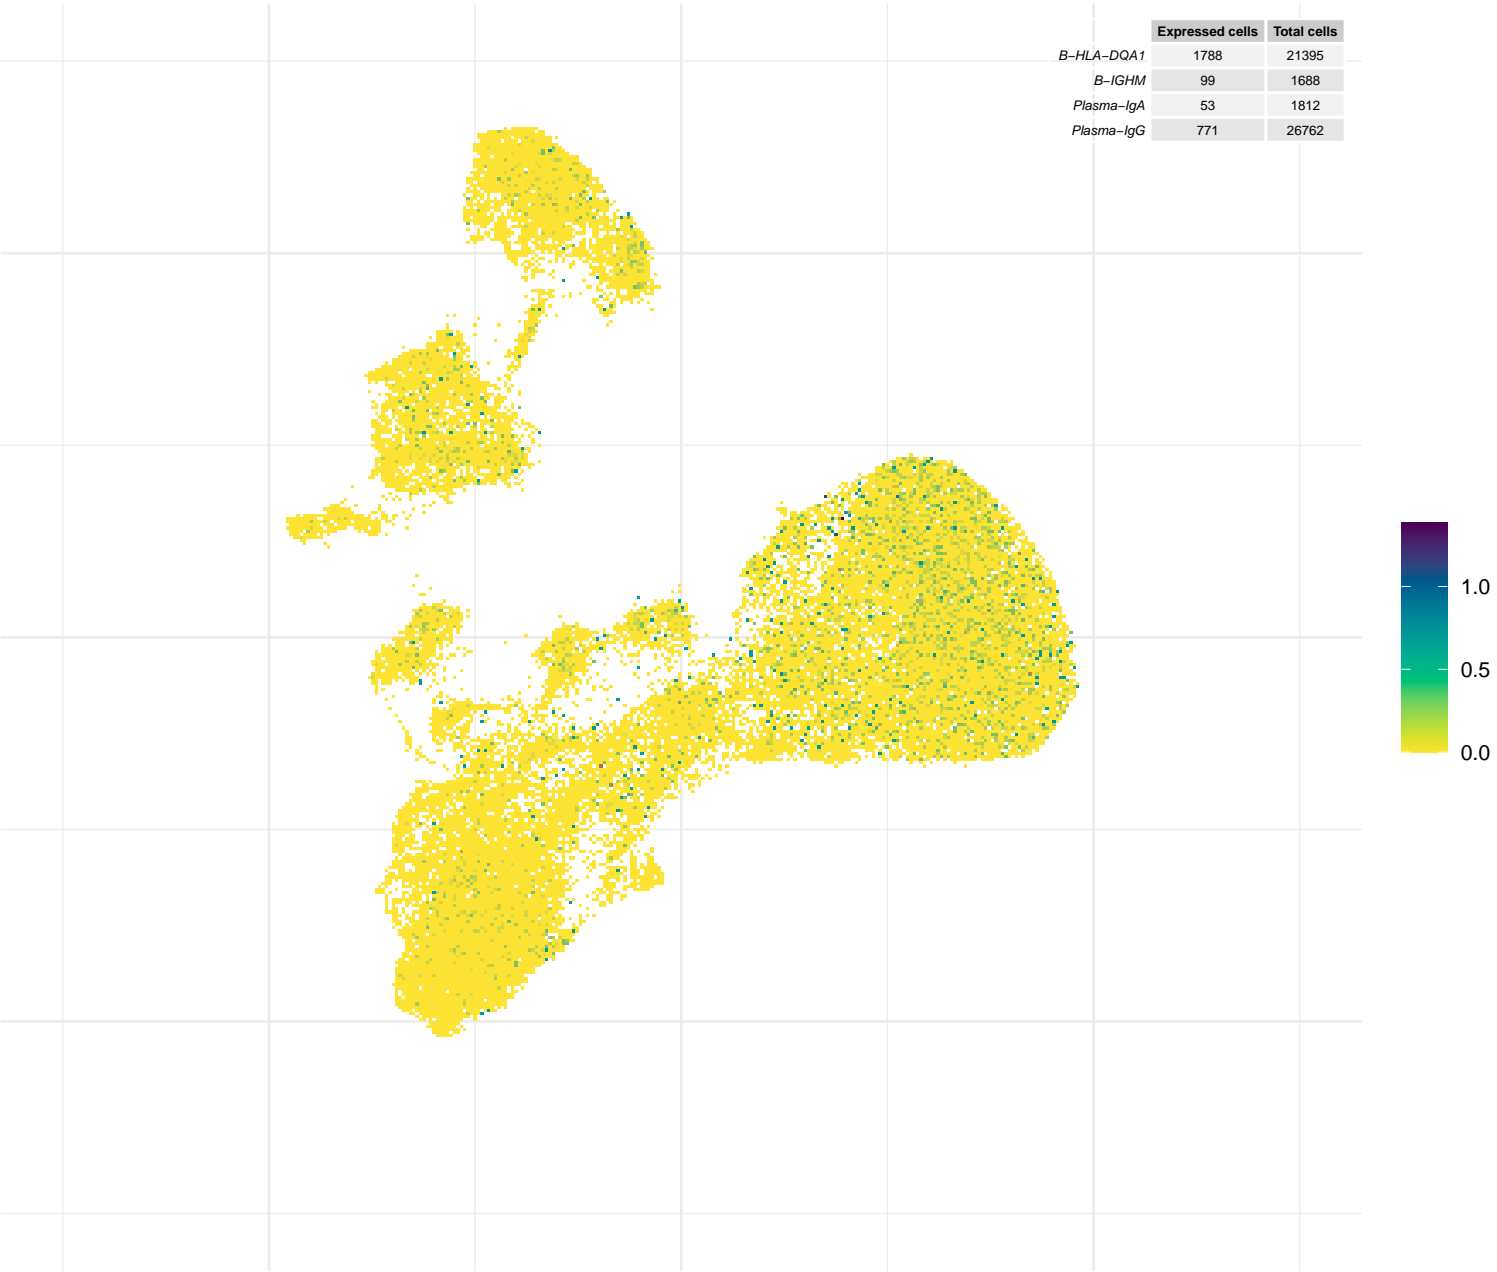 Expressed cells Total cells
B−HLA−DQA1 1788 21395
B−IGHM 99 1688
Plasma−IgA 53 1812
Plasma−IgG 771 26762
1.0
0.5
0.0